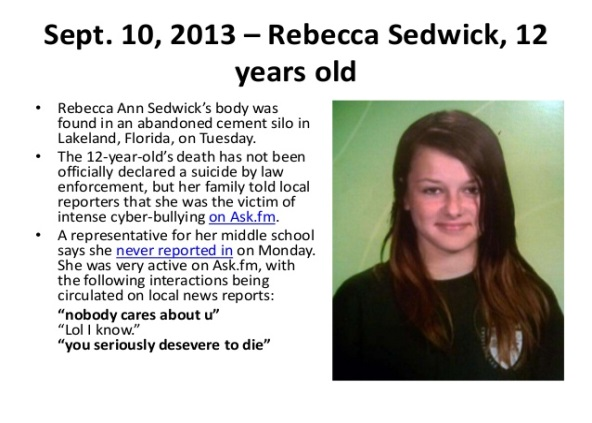 Sept. 10, 2013 – Rebecca Sedwick, 12
years old
• Rebecca Ann Sedwick’s body was
found in an abandoned cement silo in
Lakeland, Florida, on Tuesday.
• The 12-year-old’s death has not been
officially declared a suicide by law
enforcement, but her family told local
reporters that she was the victim of
intense cyber-bullying on Ask.fm.
• A representative for her middle school
says she never reported in on Monday.
She was very active on Ask.fm, with
the following interactions being
circulated on local news reports:
“nobody cares about u”
“Lol I know.”
“you seriously desevere to die”